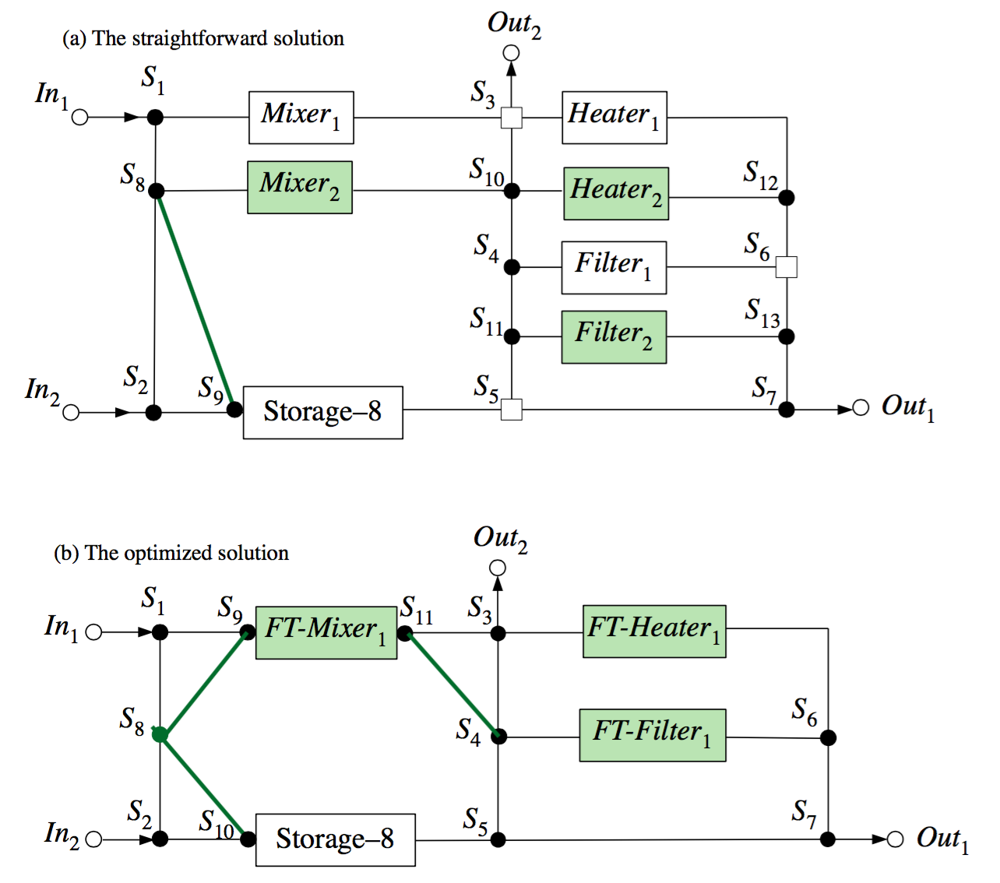 (a) The straightforward solution
Out₂
S₁
In₁
S₃
Mixer₁
Heater₁
S₈
Mixer₂
S₁₀
Heater₂
S₁₂
S₄
Filter₁
S₆
S₁₁
Filter₂
S₁₃
In₂
S₂
S₉
Storage–8
S₅
S₇
Out₁
(b) The optimized solution
Out₂
S₁
S₉
S₁₁
S₃
In₁
FT-Mixer₁
FT-Heater₁
S₈
S₄
FT-Filter₁
S₆
In₂
S₂
S₁₀
Storage–8
S₅
S₇
Out₁